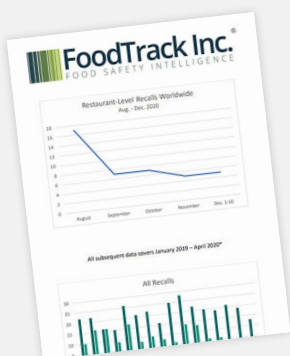 FoodTrack Inc.®
FOOD SAFETY INTELLIGENCE
Restaurant-Level Recalls Worldwide
Aug. - Dec. 2020
18
16
14
12
10
8
6
4
2
0
August September October November Dec. 1-10
All subsequent data covers January 2019 – April 2020*
All Recalls
30
25
20
15
10